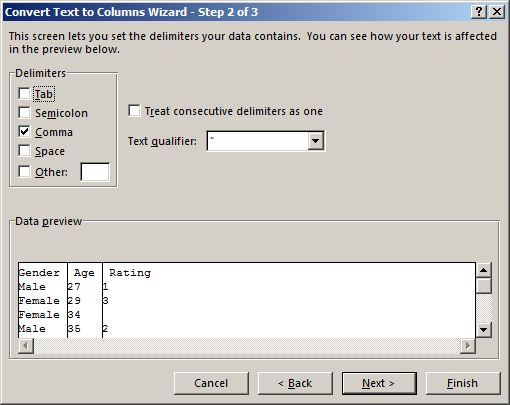 Convert Text to Columns Wizard - Step 2 of 3
This screen lets you set the delimiters your data contains. You can see how your text is affected
in the preview below.
Delimiters
Tab
Semicolon
Comma
Space
Other:
Treat consecutive delimiters as one
Text qualifier: "
Data preview
Gender Age Rating
Male 27 1
Female 29 3
Female 34
Male 35 2
Cancel < Back Next > Finish